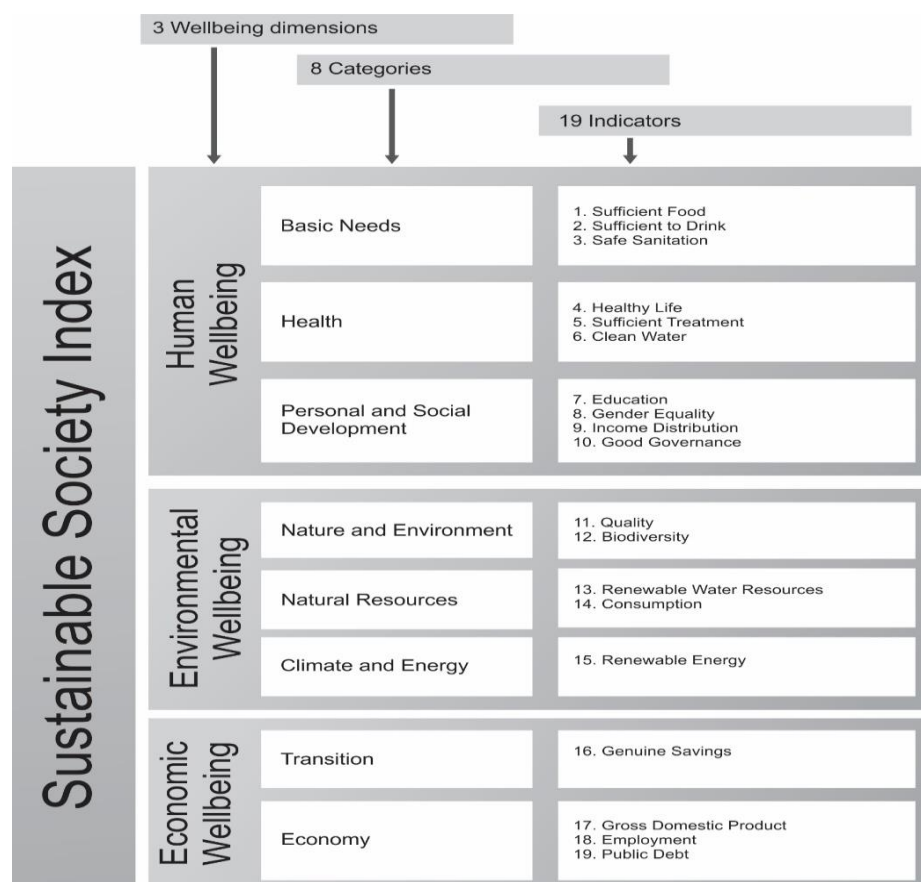 3 Wellbeing dimensions
8 Categories
19 Indicators
Sustainable Society Index
Human
Wellbeing
Basic Needs
1. Sufficient Food
2. Sufficient to Drink
3. Safe Sanitation
Health
4. Healthy Life
5. Sufficient Treatment
6. Clean Water
Personal and Social
Development
7. Education
8. Gender Equality
9. Income Distribution
10. Good Governance
Environmental
Wellbeing
Nature and Environment
11. Quality
12. Biodiversity
Natural Resources
13. Renewable Water Resources
14. Consumption
Climate and Energy
15. Renewable Energy
Economic
Wellbeing
Transition
16. Genuine Savings
Economy
17. Gross Domestic Product
18. Employment
19. Public Debt